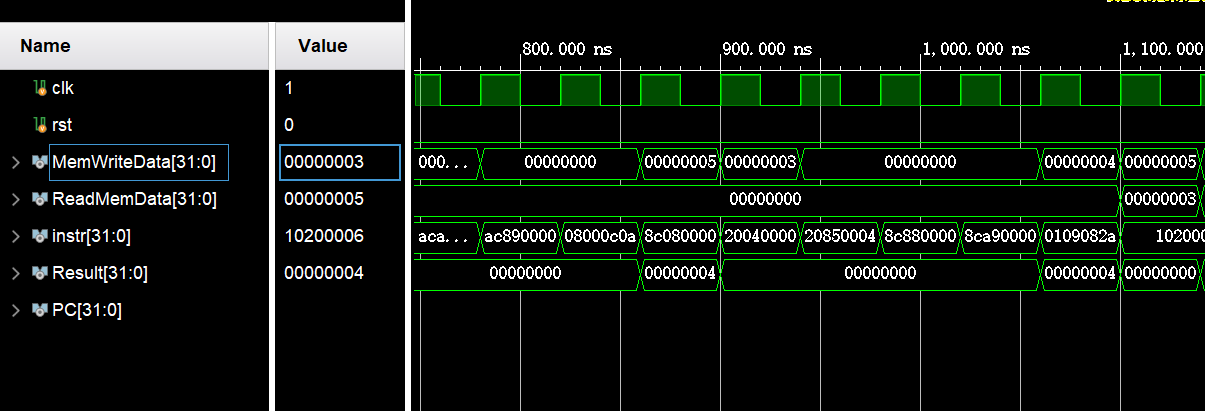 Name Value 800.000 ns 900.000 ns 1,000.000 ns 1,100.000
clk 1
rst 0
MemWriteData[31:0] 00000003 000... 00000000 00000005 00000003 00000000 00000004 00000005
ReadMemData[31:0] 00000005 00000000 00000003
instr[31:0] 10200006 aca... ac890000 08000c0a 8c080000 20040000 20850004 8c880000 8ca90000 0109082a 102000
Result[31:0] 00000004 00000000 00000004 00000000 00000004 00000000
PC[31:0]